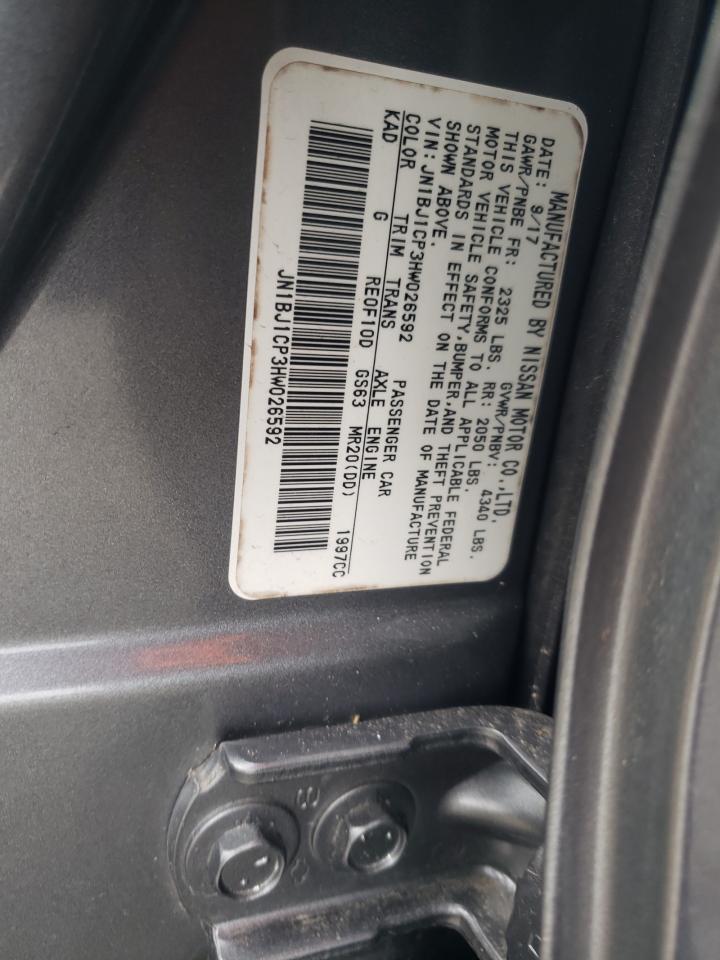 MANUFACTURED BY NISSAN MOTOR CO.,LTD.
DATE: 9/17 GVWR/PNBV: 4340 LBS.
GAWR/PNBE FR: 2325 LBS. RR: 2050 LBS.
THIS VEHICLE CONFORMS TO ALL APPLICABLE FEDERAL
MOTOR VEHICLE SAFETY,BUMPER,AND THEFT PREVENTION
STANDARDS IN EFFECT ON THE DATE OF MANUFACTURE
SHOWN ABOVE.
VIN:JN1BJ1CP3HW026592 PASSENGER CAR
COLOR TRIM TRANS AXLE ENGINE
KAD G RE0F10D GS63 MR20(DD) 1997CC
JN1BJ1CP3HW026592
8
8